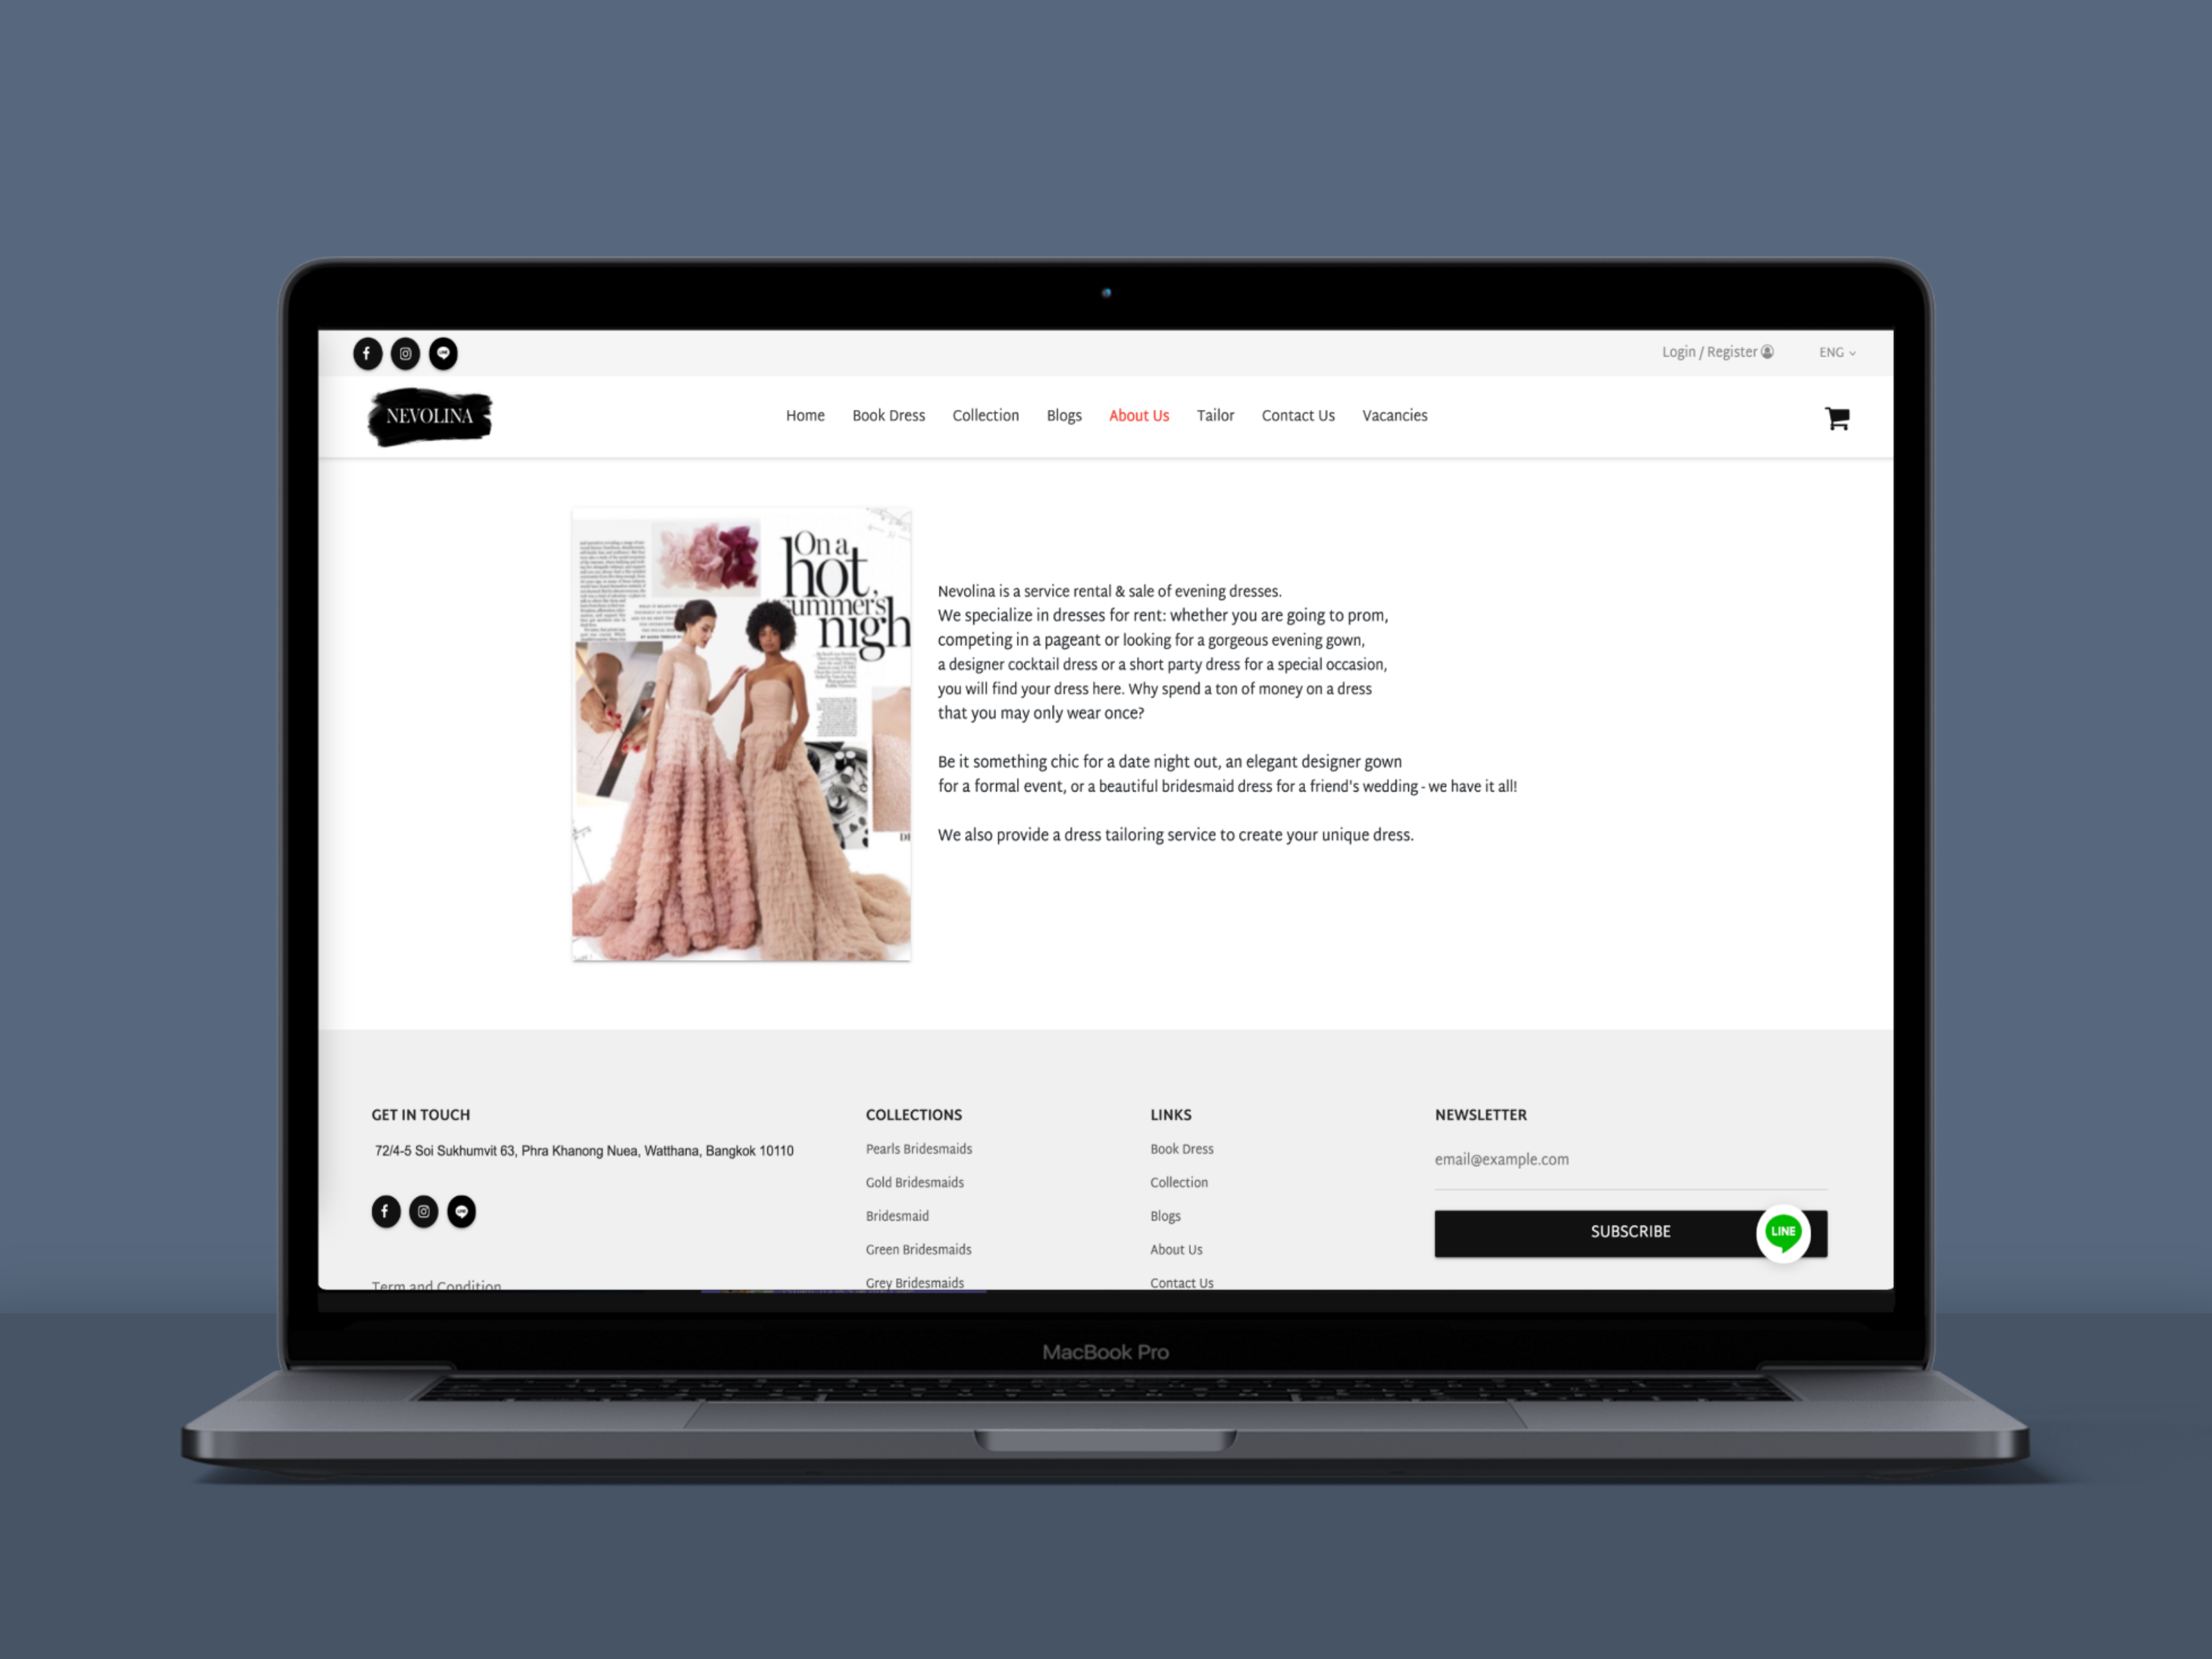 Login / Register
ENG
NEVOLINA
Home Book Dress Collection Blogs About Us Tailor Contact Us Vacancies
On a
hot,
summer's
nigh
Nevolina is a service rental & sale of evening dresses.
We specialize in dresses for rent: whether you are going to prom,
competing in a pageant or looking for a gorgeous evening gown,
a designer cocktail dress or a short party dress for a special occasion,
you will find your dress here. Why spend a ton of money on a dress
that you may only wear once?
Be it something chic for a date night out, an elegant designer gown
for a formal event, or a beautiful bridesmaid dress for a friend's wedding - we have it all!
We also provide a dress tailoring service to create your unique dress.
GET IN TOUCH
72/4-5 Soi Sukhumvit 63, Phra Khanong Nuea, Watthana, Bangkok 10110
Term and Condition
COLLECTIONS
Pearls Bridesmaids
Gold Bridesmaids
Bridesmaid
Green Bridesmaids
Grey Bridesmaids
LINKS
Book Dress
Collection
Blogs
About Us
Contact Us
NEWSLETTER
email@example.com
SUBSCRIBE
LINE
MacBook Pro